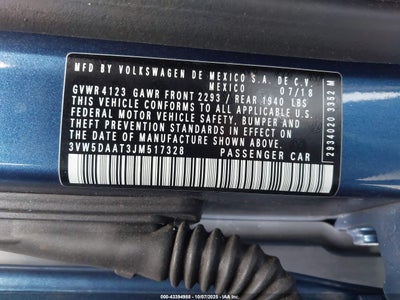 MFD BY VOLKSWAGEN DE MEXICO S.A. DE C.V.
MEXICO 07/18
GVWR 4123 GAWR FRONT 2293 / REAR 1940 LBS
THIS VEHICLE CONFORMS TO ALL APPLICABLE U.S.
FEDERAL MOTOR VEHICLE SAFETY, BUMPER AND
THEFT PREVENTION STANDARDS IN EFFECT ON
THE DATE OF MANUFACTURE SHOWN ABOVE.
3VW5DAAT3JM517328 PASSENGER CAR
2934020 3352 M
000-43394988 | 10/07/2025 | IAA Inc.